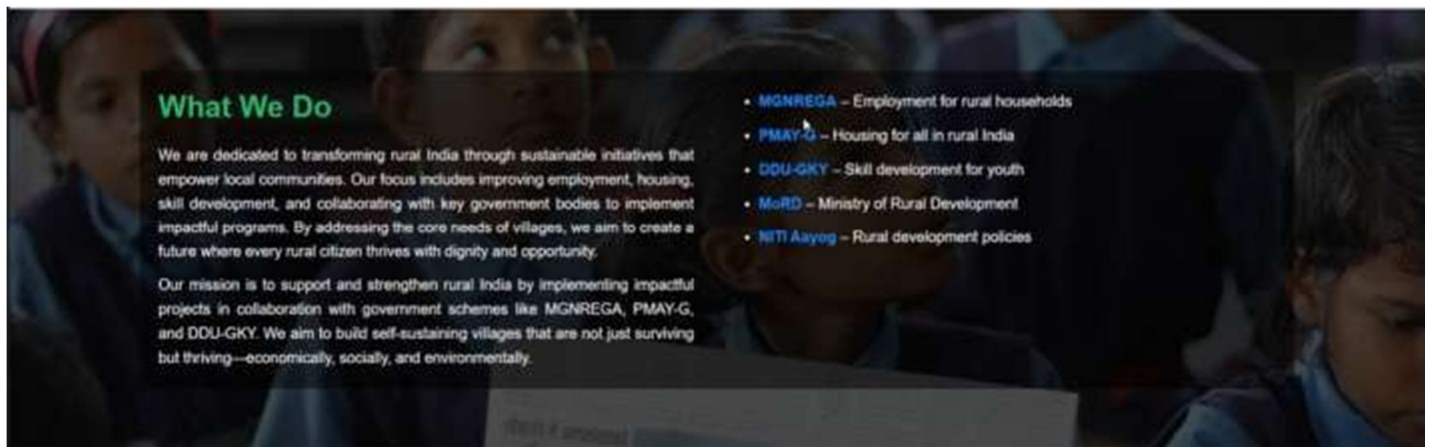 What We Do
We are dedicated to transforming rural India through sustainable initiatives that
empower local communities. Our focus includes improving employment, housing,
skill development, and collaborating with key government bodies to implement
impactful programs. By addressing the core needs of villages, we aim to create a
future where every rural citizen thrives with dignity and opportunity.
Our mission is to support and strengthen rural India by implementing impactful
projects in collaboration with government schemes like MGNREGA, PMAY-G,
and DDU-GKY. We aim to build self-sustaining villages that are not just surviving
but thriving—economically, socially, and environmentally.
• MGNREGA – Employment for rural households
• PMAY-G – Housing for all in rural India
• DDU-GKY – Skill development for youth
• MoRD – Ministry of Rural Development
• NITI Aayog – Rural development policies